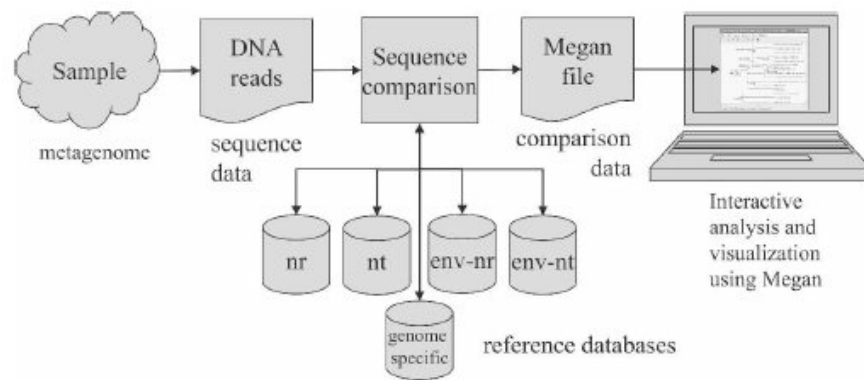 Sample
metagenome
DNA
reads
sequence
data
Sequence
comparison
Megan
file
comparison
data
Interactive
analysis and
visualization
using Megan
nr
nt
env-nr
env-nt
genome
specific
reference databases